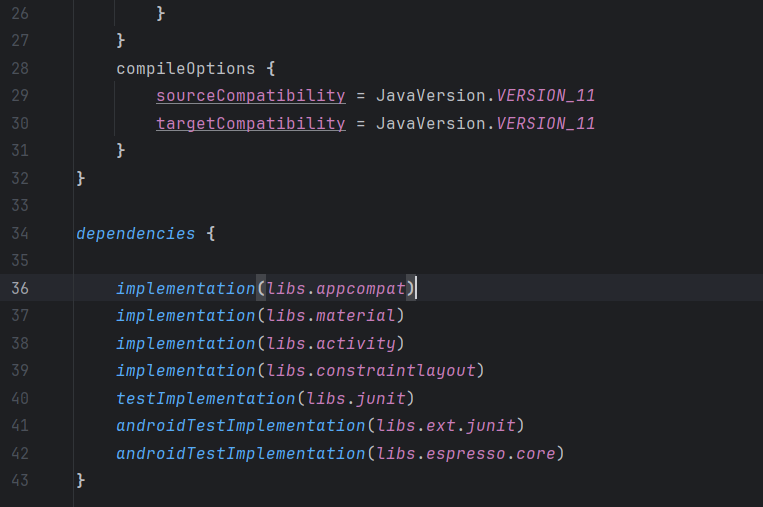 26 }
27 }
28 compileOptions {
29 sourceCompatibility = JavaVersion.VERSION_11
30 targetCompatibility = JavaVersion.VERSION_11
31 }
32 }
33
34 dependencies {
35
36 implementation(libs.appcompat)
37 implementation(libs.material)
38 implementation(libs.activity)
39 implementation(libs.constraintlayout)
40 testImplementation(libs.junit)
41 androidTestImplementation(libs.ext.junit)
42 androidTestImplementation(libs.espresso.core)
43 }